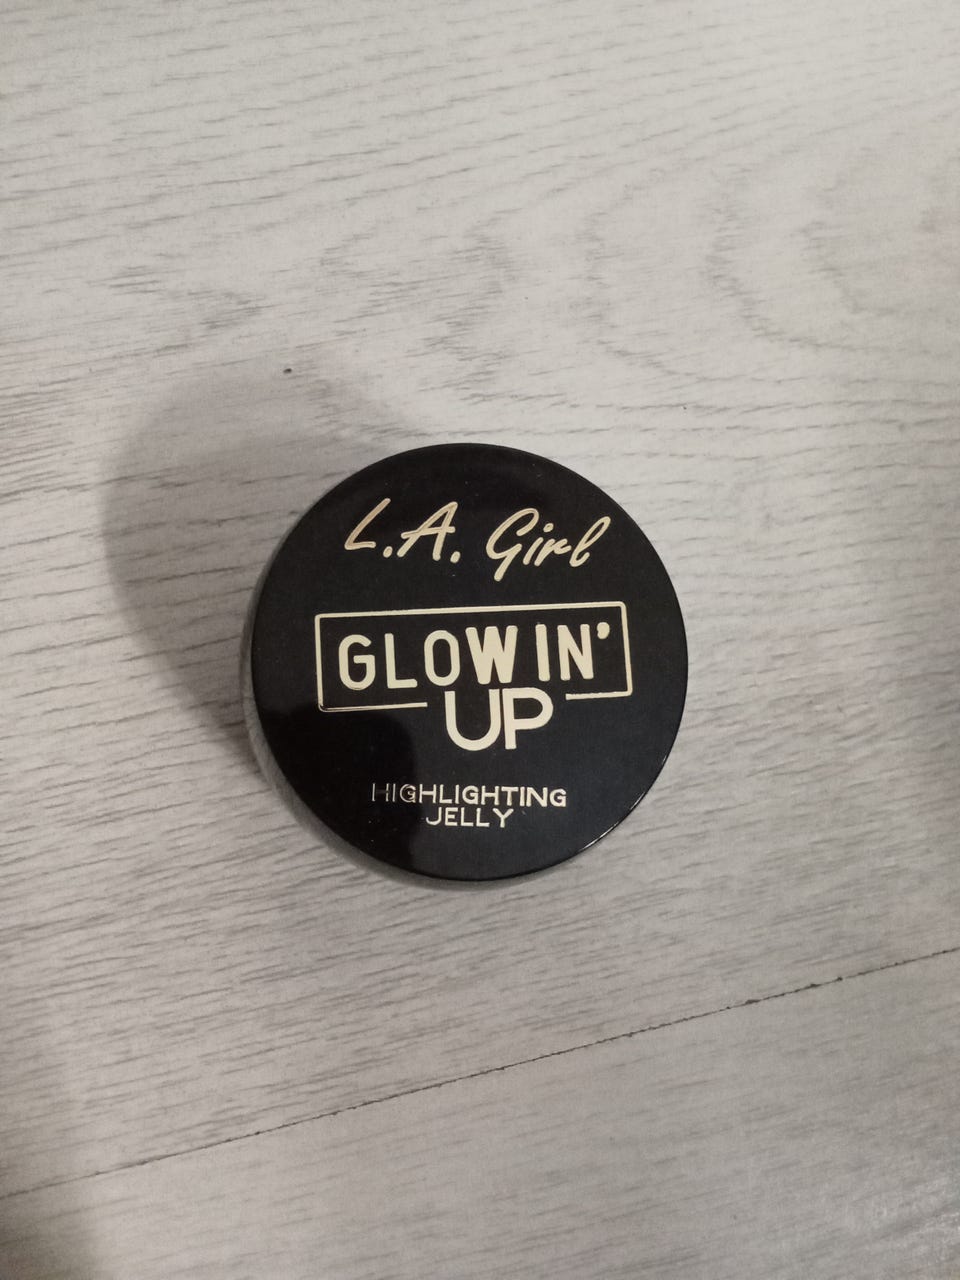 L.A. Girl
GLOWIN'
UP
HIGHLIGHTING
JELLY